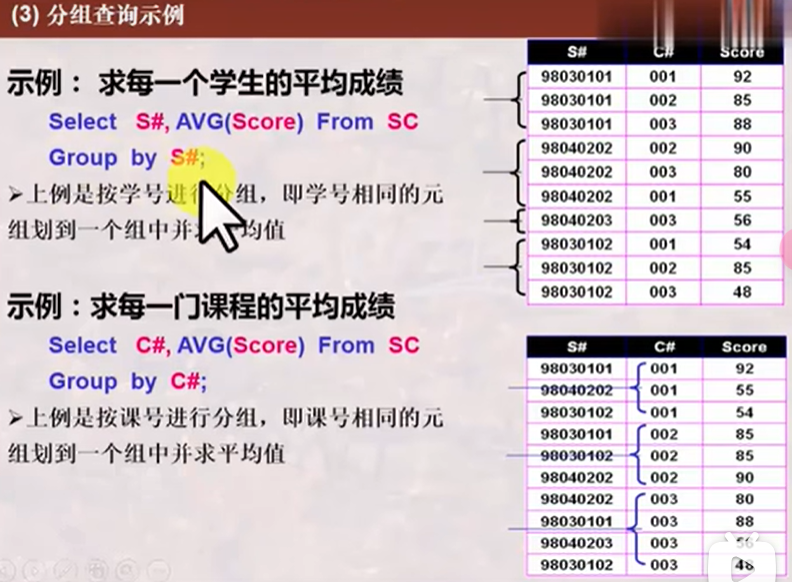 (3) 分组查询示例
示例： 求每一个学生的平均成绩
Select S#, AVG(Score) From SC
Group by S#;
➢上例是按学号进行分组，即学号相同的元
组划到一个组中并求平均值
示例：求每一门课程的平均成绩
Select C#, AVG(Score) From SC
Group by C#;
➢上例是按课号进行分组，即课号相同的元
组划到一个组中并求平均值
S# C# Score
98030101 001 92
98030101 002 85
98030101 003 88
98040202 002 90
98040202 003 80
98040202 001 55
98040203 003 56
98030102 001 54
98030102 002 85
98030102 003 48
S# C# Score
98030101 001 92
98040202 001 55
98030102 001 54
98030101 002 85
98030102 002 85
98040202 002 90
98040202 003 80
98030101 003 88
98040203 003 56
98030102 003 48